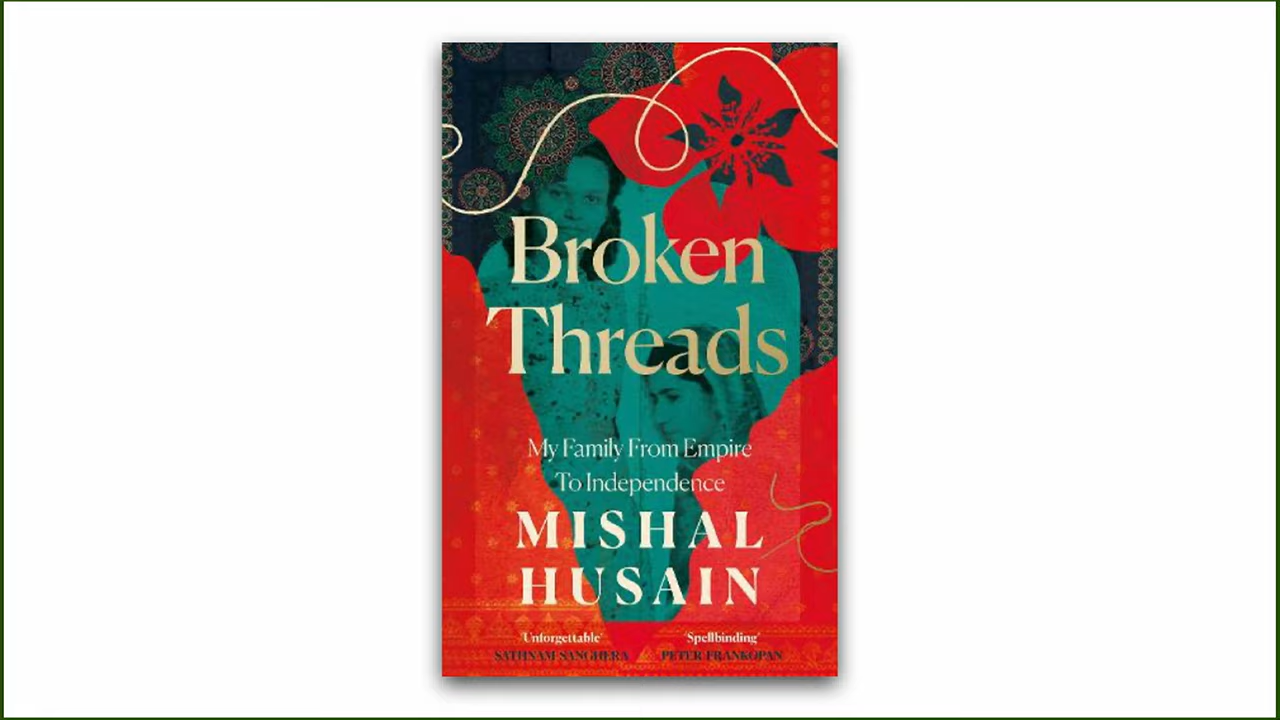 Broken
Threads
My Family From Empire
To Independence
MISHAL
HUSAIN
'Unforgettable' 'Spellbinding'
SATHNAM SANGHERA PETER FRANKOPAN